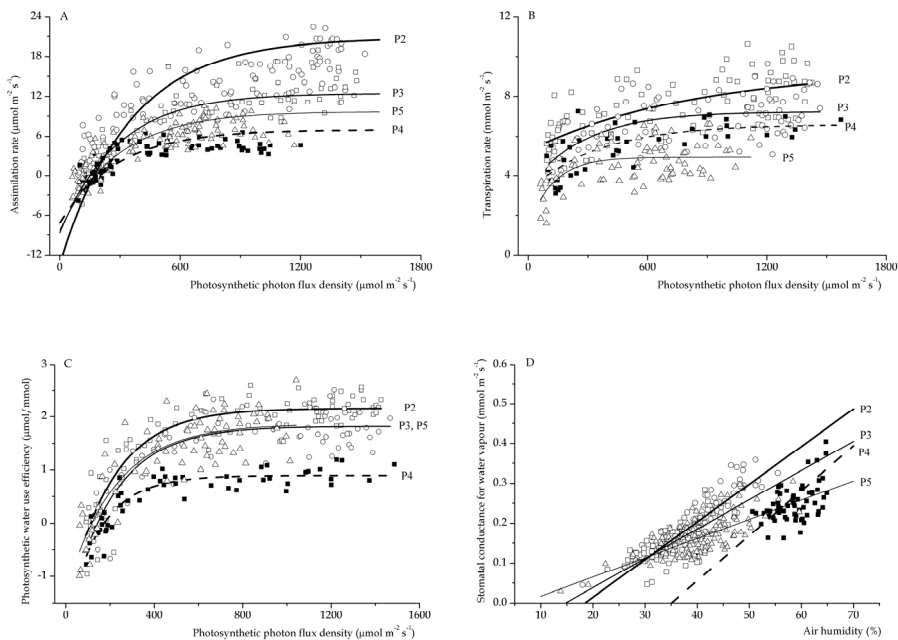 A
24
18
12
6
0
-6
-12
Assimilation rate (µmol m⁻² s⁻¹)
P2
P3
P5
P4
0 600 1200 1800
Photosynthetic photon flux density (µmol m⁻² s⁻¹)
B
12
8
4
0
Transpiration rate (mmol m⁻² s⁻¹)
P2
P3
P4
P5
0 600 1200 1800
Photosynthetic photon flux density (µmol m⁻² s⁻¹)
C
3
2
1
0
-1
Photosynthetic water use efficiency (µmol/mmol)
P2
P3, P5
P4
0 400 800 1200 1600
Photosynthetic photon flux density (µmol m⁻² s⁻¹)
D
0.6
0.5
0.4
0.3
0.2
0.1
0.0
Stomatal conductance for water vapour (mmol m⁻² s⁻¹)
P2
P3
P4
P5
10 20 30 40 50 60 70
Air humidity (%)